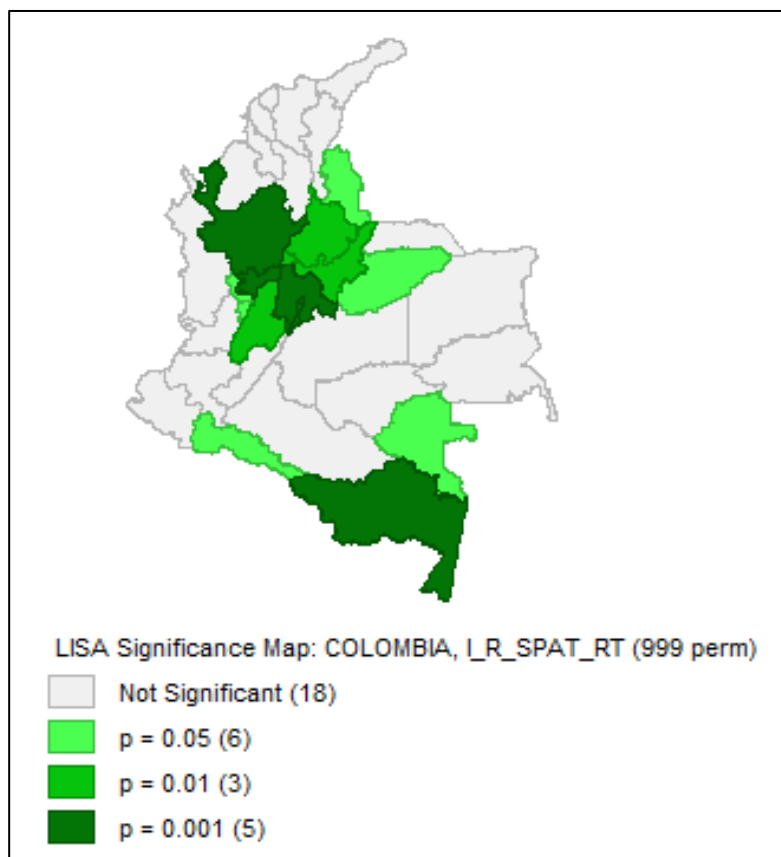 LISA Significance Map: COLOMBIA, I_R_SPAT_RT (999 perm)
Not Significant (18)
p = 0.05 (6)
p = 0.01 (3)
p = 0.001 (5)